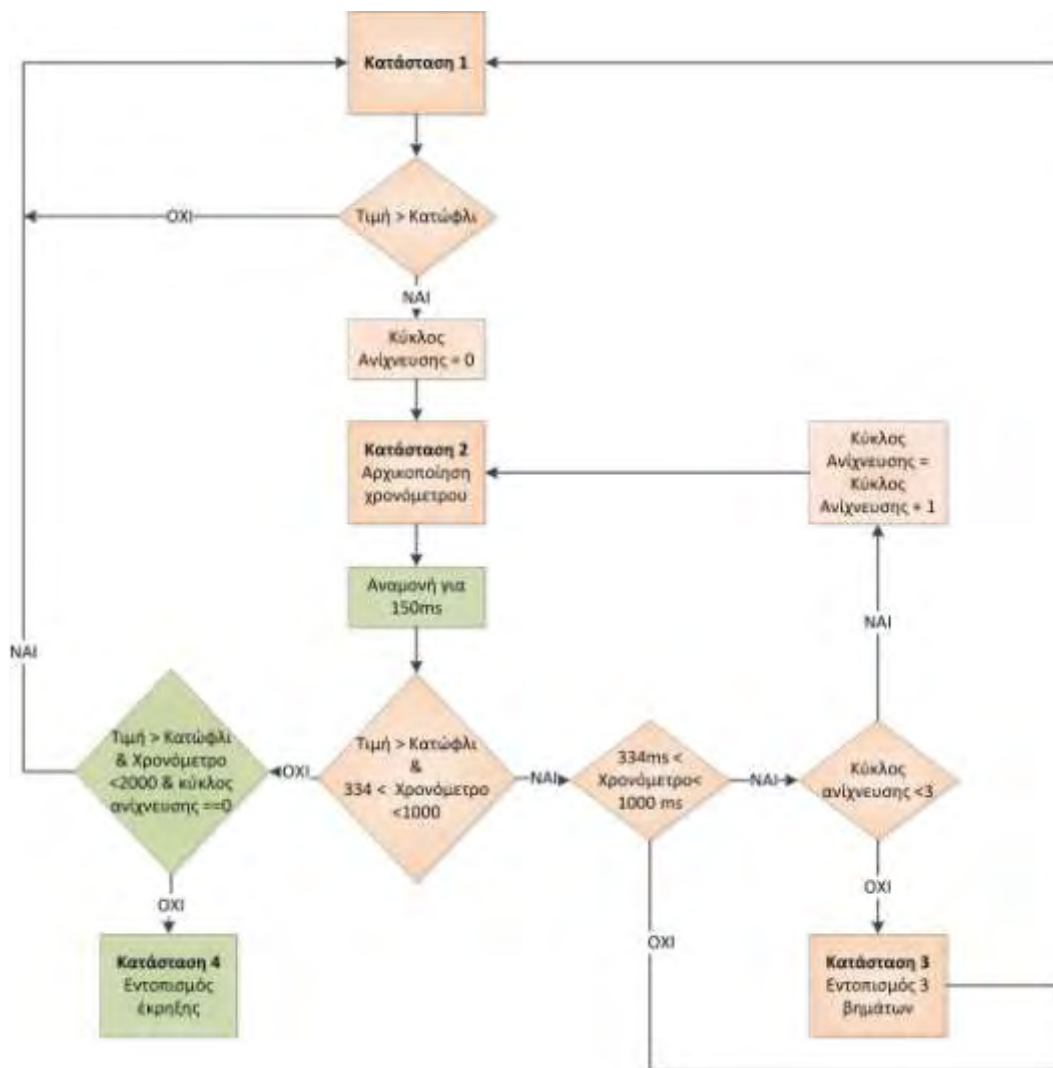 Κατάσταση 1
Τιμή > Κατώφλι
ΟΧΙ
ΝΑΙ
Κύκλος
Ανίχνευσης = 0
Κατάσταση 2
Αρχικοποίηση
χρονόμετρου
Κύκλος
Ανίχνευσης =
Κύκλος
Ανίχνευσης + 1
Αναμονή για
150ms
ΝΑΙ
ΝΑΙ
Τιμή > Κατώφλι
& Χρονόμετρο
<2000 & κύκλος
ανίχνευσης ==0
ΟΧΙ
Τιμή > Κατώφλι
&
334 < Χρονόμετρο
<1000
ΝΑΙ
334ms <
Χρονόμετρο<
1000 ms
ΝΑΙ
Κύκλος
ανίχνευσης <3
ΟΧΙ
ΟΧΙ
ΟΧΙ
Κατάσταση 4
Εντοπισμός
έκρηξης
Κατάσταση 3
Εντοπισμός 3
βημάτων